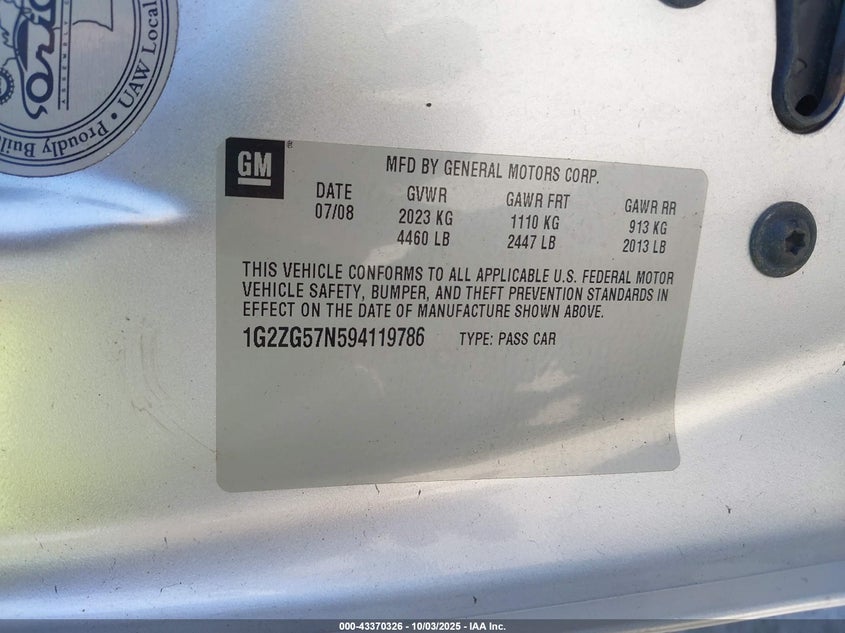 ASSEMBLY
Proudly Buil
UAW Local
GM
MFD BY GENERAL MOTORS CORP.
DATE GVWR GAWR FRT GAWR RR
07/08 2023 KG 1110 KG 913 KG
4460 LB 2447 LB 2013 LB
THIS VEHICLE CONFORMS TO ALL APPLICABLE U.S. FEDERAL MOTOR
VEHICLE SAFETY, BUMPER, AND THEFT PREVENTION STANDARDS IN
EFFECT ON THE DATE OF MANUFACTURE SHOWN ABOVE.
1G2ZG57N594119786 TYPE: PASS CAR
000-43370326 - 10/03/2025 - IAA Inc.